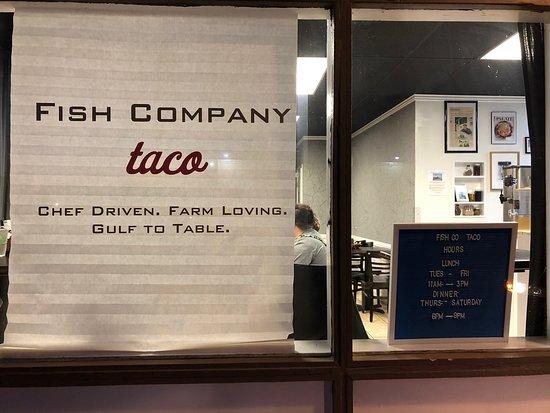 FISH COMPANY
taco
CHEF DRIVEN. FARM LOVING.
GULF TO TABLE.
FISH CO TACO
HOURS
LUNCH
TUES - FRI
11AM - 3PM
DINNER
THURS - SATURDAY
6PM - 9PM